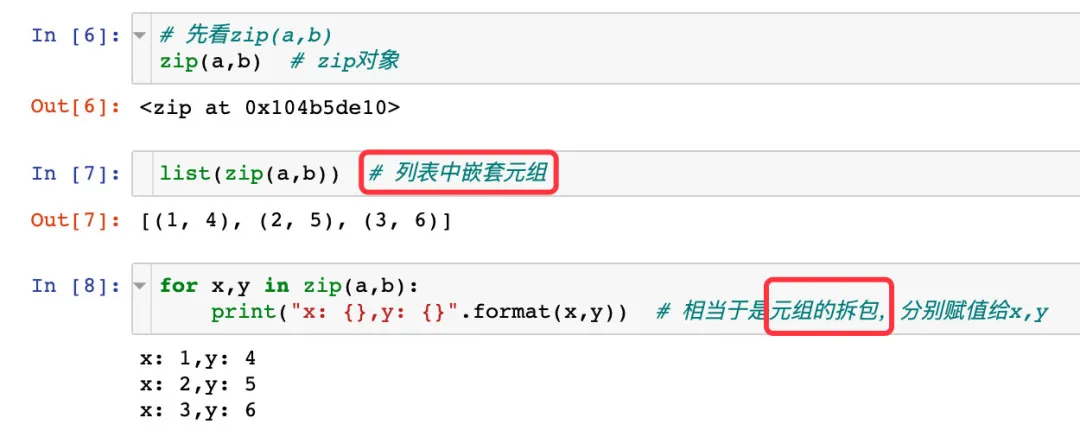 In [6]: # 先看zip(a,b)
zip(a,b)  # zip对象
Out[6]: <zip at 0x104b5de10>
In [7]: list(zip(a,b))  # 列表中嵌套元组
Out[7]: [(1, 4), (2, 5), (3, 6)]
In [8]: for x,y in zip(a,b):
    print("x: {},y: {}".format(x,y))  # 相当于是元组的拆包，分别赋值给x,y
x: 1,y: 4
x: 2,y: 5
x: 3,y: 6